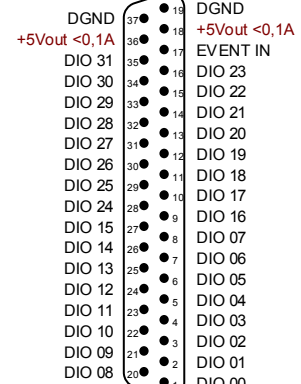 DGND 37 19 DGND
+5Vout <0,1A 36 18 +5Vout <0,1A
DIO 31 35 17 EVENT IN
DIO 30 34 16 DIO 23
DIO 29 33 15 DIO 22
DIO 28 32 14 DIO 21
DIO 27 31 13 DIO 20
DIO 26 30 12 DIO 19
DIO 25 29 11 DIO 18
DIO 24 28 10 DIO 17
DIO 15 27 9 DIO 16
DIO 14 26 8 DIO 07
DIO 13 25 7 DIO 06
DIO 12 24 6 DIO 05
DIO 11 23 5 DIO 04
DIO 10 22 4 DIO 03
DIO 09 21 3 DIO 02
DIO 08 20 2 DIO 01
1 DIO 00